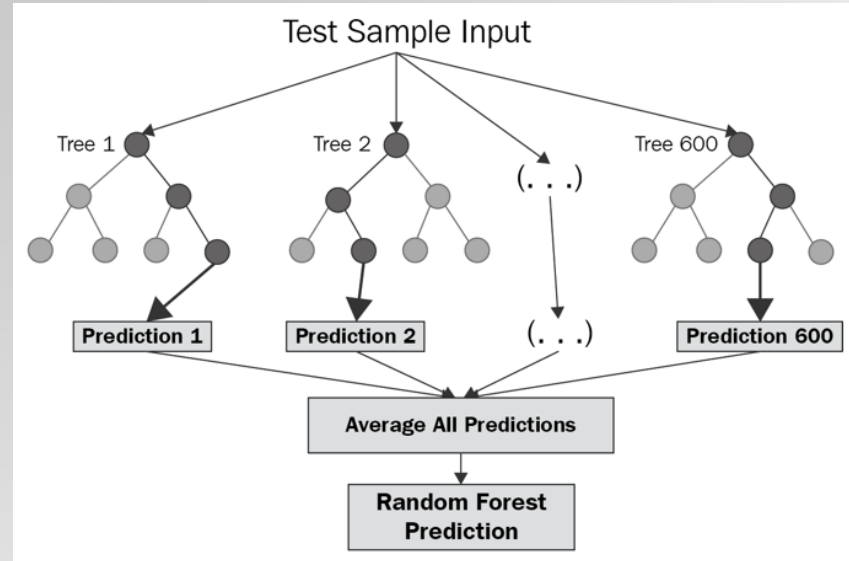 Test Sample Input
Tree 1
Tree 2
Tree 600
(. . .)
Prediction 1
Prediction 2
(. . .)
Prediction 600
Average All Predictions
Random Forest
Prediction